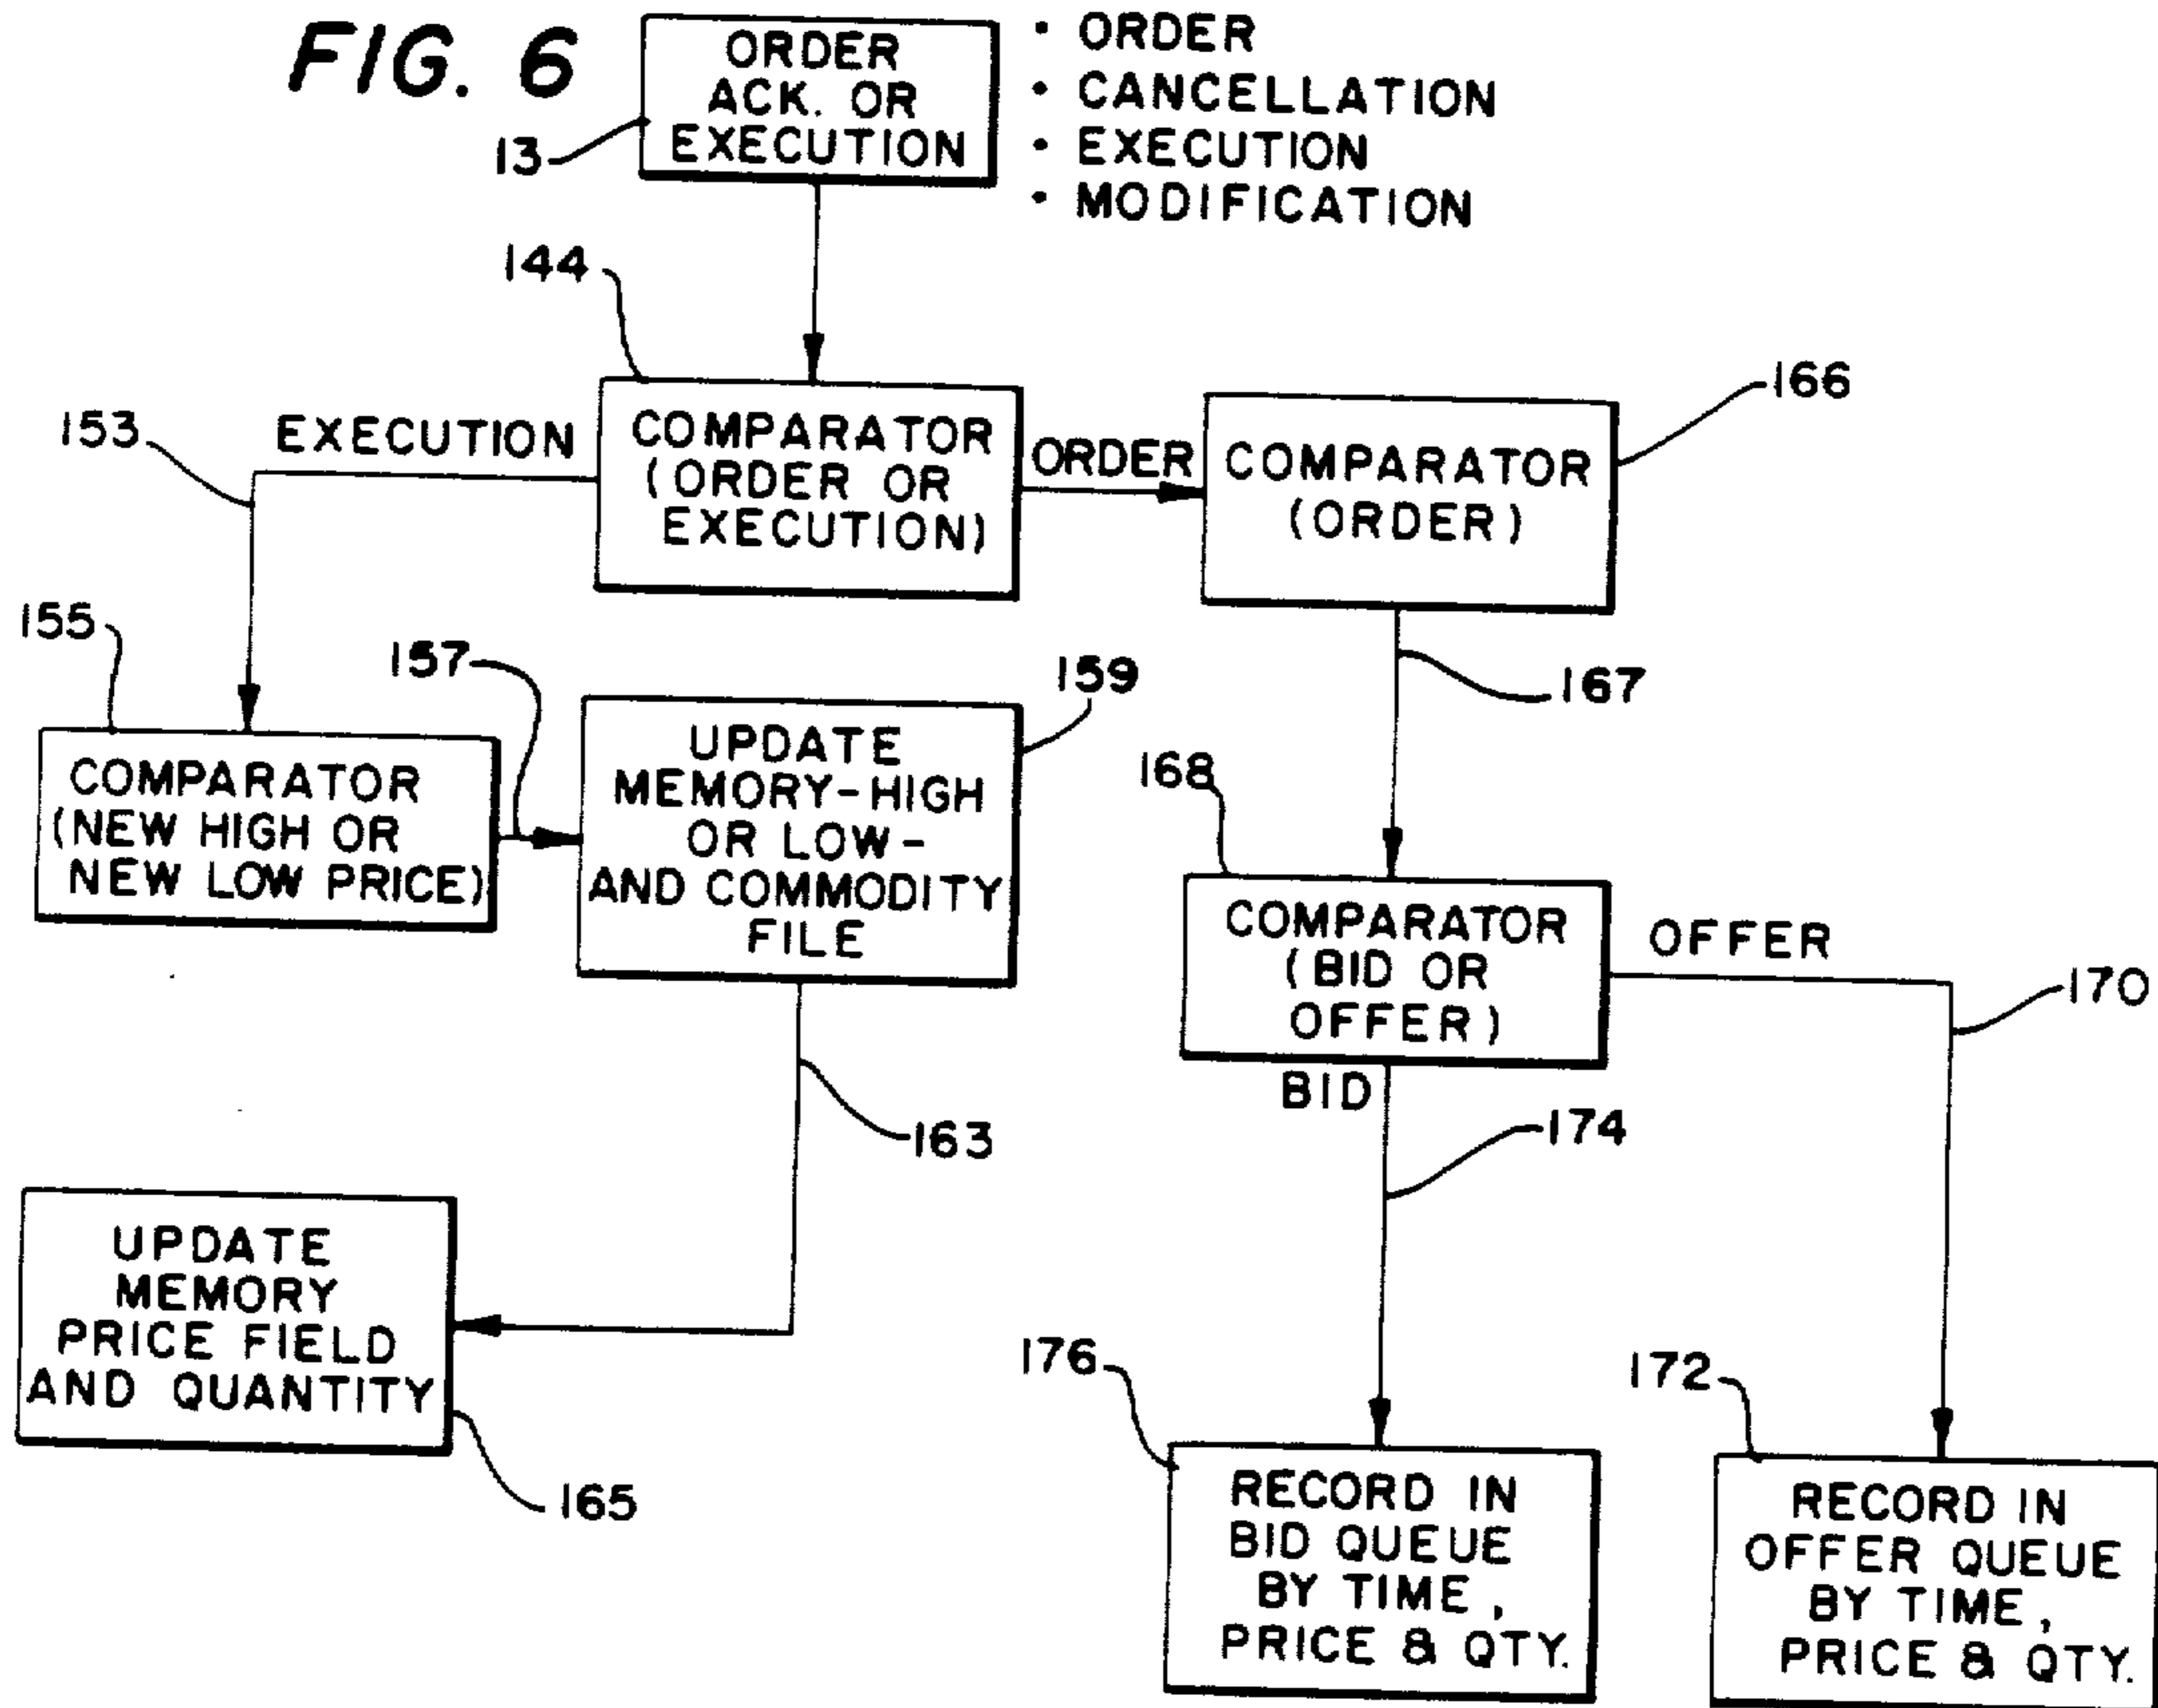 FIG. 6
ORDER
ACK. OR
EXECUTION
13
• ORDER
• CANCELLATION
• EXECUTION
• MODIFICATION
144
COMPARATOR
(ORDER OR
EXECUTION)
EXECUTION
153
ORDER
COMPARATOR
(ORDER)
166
155
COMPARATOR
(NEW HIGH OR
NEW LOW PRICE)
157
UPDATE
MEMORY-HIGH
OR LOW-
AND COMMODITY
FILE
159
167
168
COMPARATOR
(BID OR
OFFER)
OFFER
170
BID
174
163
UPDATE
MEMORY
PRICE FIELD
AND QUANTITY
165
176
RECORD IN
BID QUEUE
BY TIME,
PRICE & QTY.
172
RECORD IN
OFFER QUEUE
BY TIME,
PRICE & QTY.